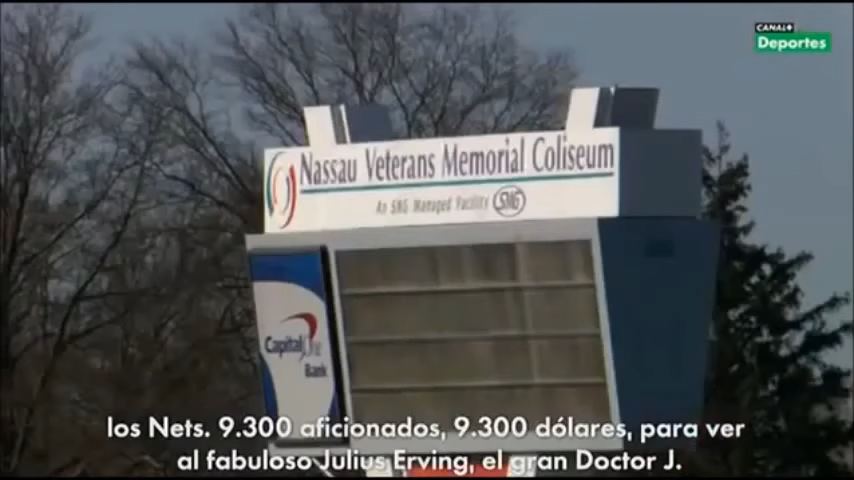 CANAL+
Deportes
Nassau Veterans Memorial Coliseum
An SMG Managed Facility SMG
Capital One
Bank
los Nets. 9.300 aficionados, 9.300 dólares, para ver
al fabuloso Julius Erving, el gran Doctor J.